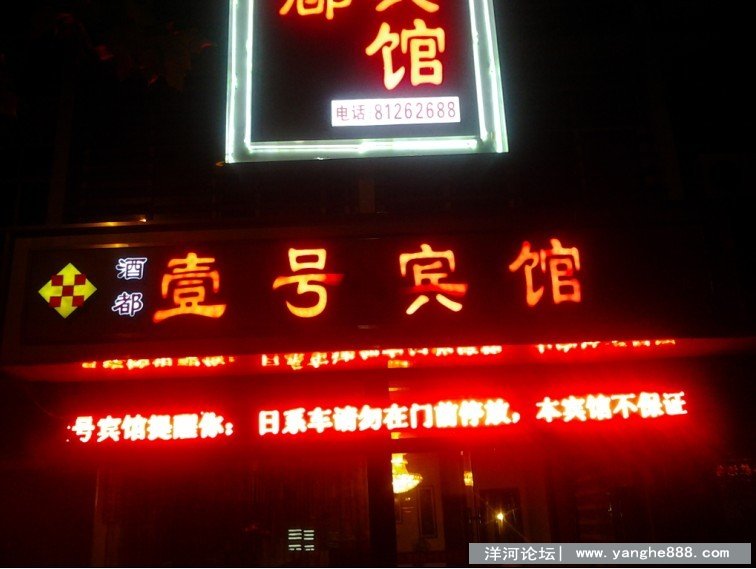 都
宾馆
电话 81262688
酒都
壹号宾馆
号宾馆提醒你：日系车请勿在门前停放，本宾馆不保证
洋河论坛| www.yanghe888.com